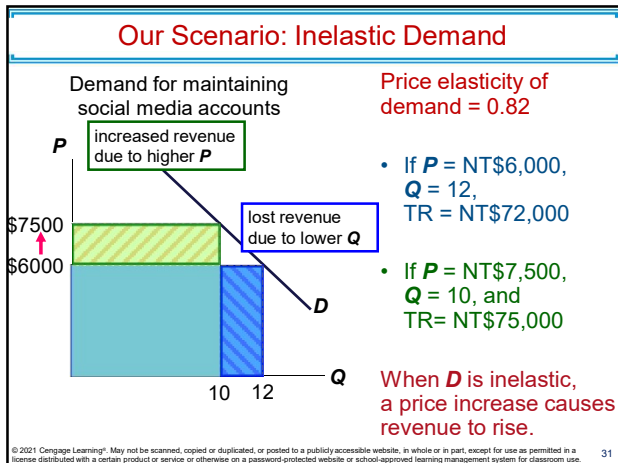 Our Scenario: Inelastic Demand
Demand for maintaining
social media accounts
P
increased revenue
due to higher P
lost revenue
due to lower Q
$7500
$6000
D
Q
10
12
Price elasticity of
demand = 0.82
• If P = NT$6,000,
Q = 12,
TR = NT$72,000
• If P = NT$7,500,
Q = 10, and
TR= NT$75,000
When D is inelastic,
a price increase causes
revenue to rise.
© 2021 Cengage Learning®. May not be scanned, copied or duplicated, or posted to a publicly accessible website, in whole or in part, except for use as permitted in a
license distributed with a certain product or service or otherwise on a password-protected website or school-approved learning management system for classroom use.
31